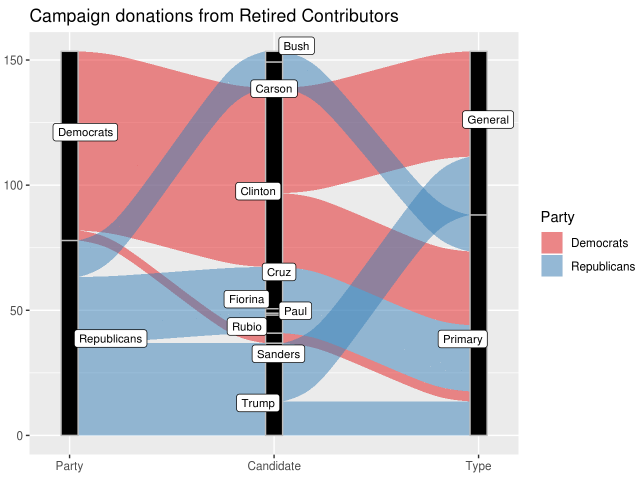 Campaign donations from Retired Contributors
150
100
50
0
Bush
Carson
Democrats
General
Clinton
Cruz
Fiorina
Paul
Rubio
Republicans
Primary
Sanders
Trump
Party
Candidate
Type
Party
Democrats
Republicans